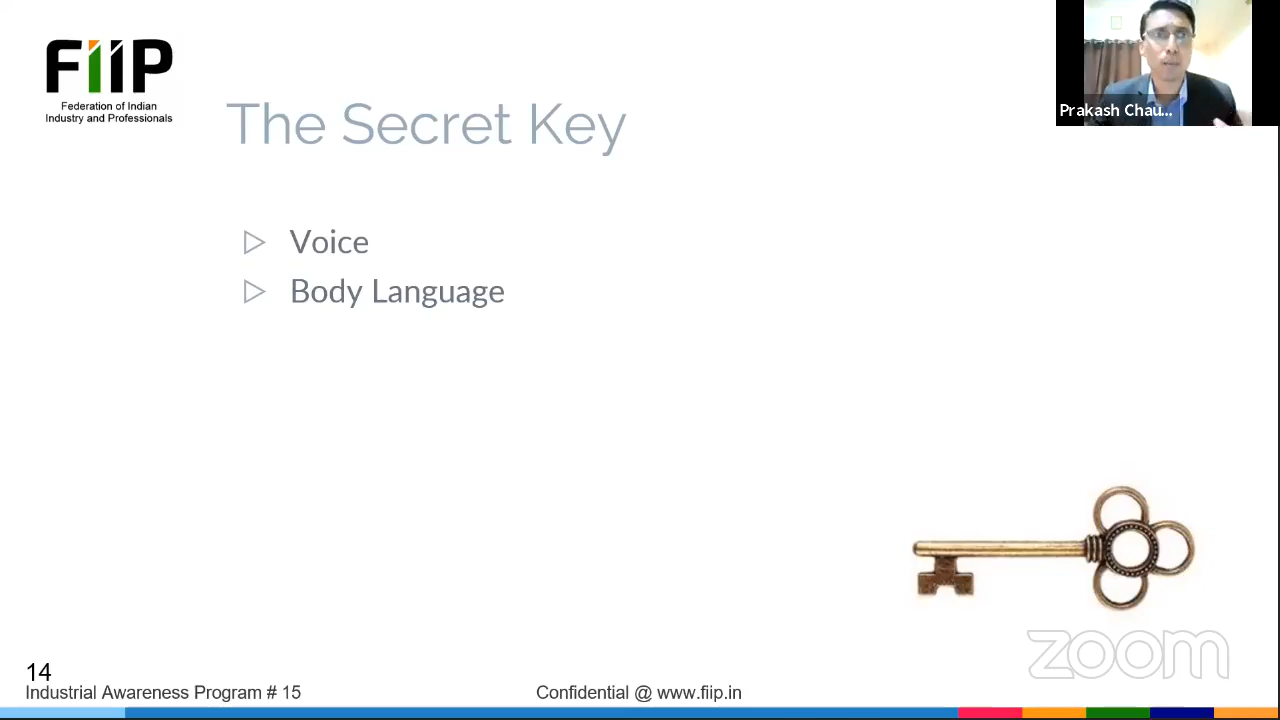 FiiP
Federation of Indian
Industry and Professionals
Prakash Chau...
The Secret Key
Voice
Body Language
zoom
14
Industrial Awareness Program # 15
Confidential @ www.fiip.in